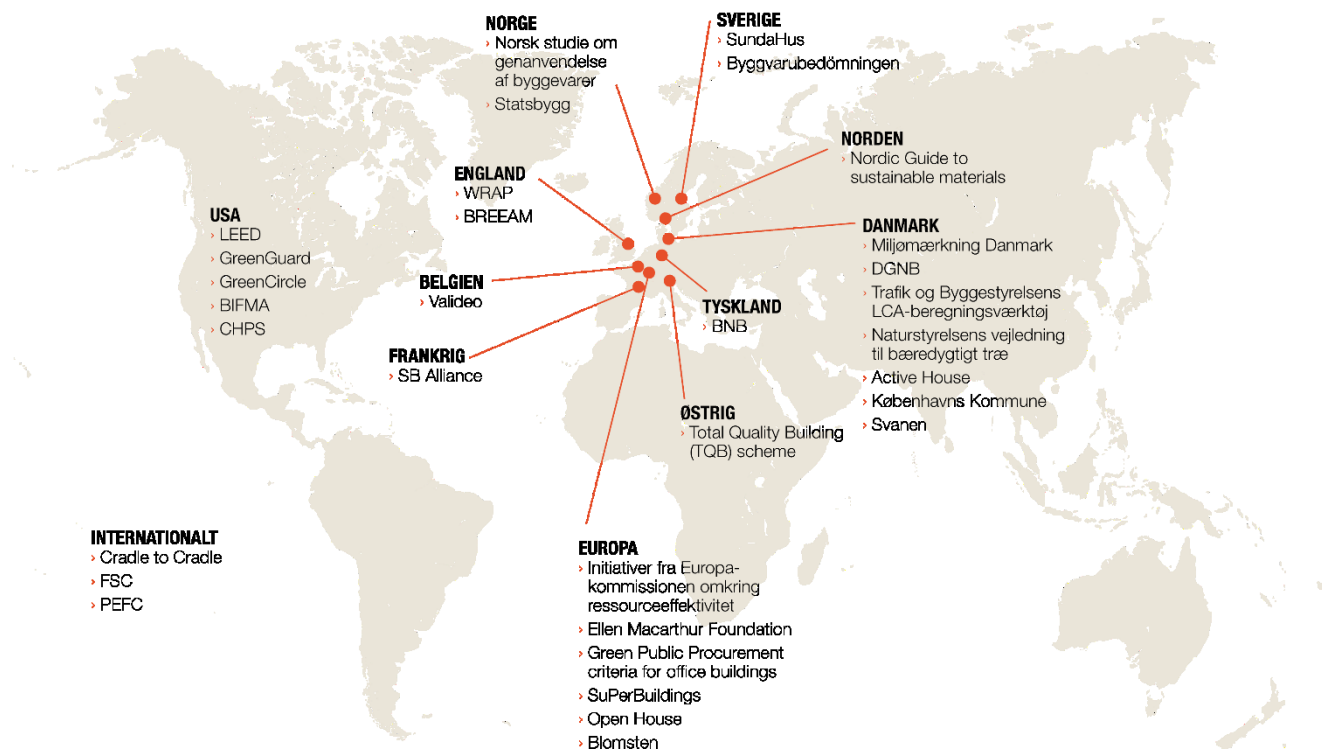 NORGE
› Norsk studie om
genanvendelse
af byggevarer
› Statsbygg
SVERIGE
› SundaHus
› Byggvarubedömningen
NORDEN
› Nordic Guide to
sustainable materials
ENGLAND
› WRAP
› BREEAM
USA
› LEED
› GreenGuard
› GreenCircle
› BIFMA
› CHPS
DANMARK
› Miljømærkning Danmark
› DGNB
› Trafik og Byggestyrelsens
LCA-beregningsværktøj
› Naturstyrelsens vejledning
til bæredygtigt træ
› Active House
› Københavns Kommune
› Svanen
BELGIEN
› Valideo
TYSKLAND
› BNB
FRANKRIG
› SB Alliance
ØSTRIG
› Total Quality Building
(TQB) scheme
INTERNATIONALT
› Cradle to Cradle
› FSC
› PEFC
EUROPA
› Initiativer fra Europa-
kommissionen omkring
ressourceeffektivitet
› Ellen Macarthur Foundation
› Green Public Procurement
criteria for office buildings
› SuPerBuildings
› Open House
› Blomsten